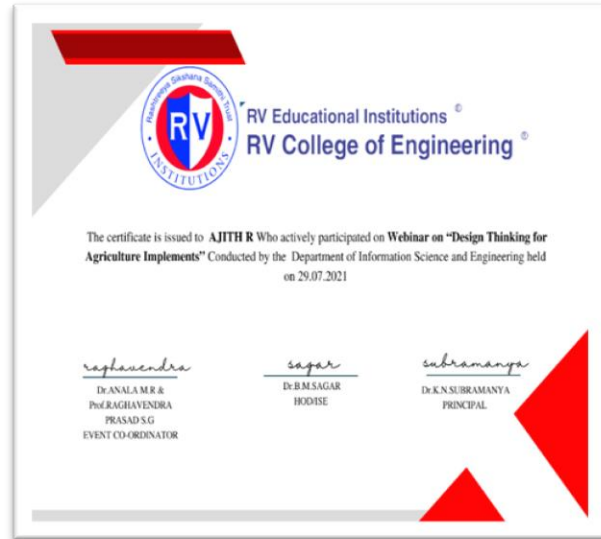 Rashtreeya Sikshana Samithi Trust
RV
INSTITUTIONS
RV Educational Institutions ©
RV College of Engineering ®
The certificate is issued to AJITH R Who actively participated on Webinar on “Design Thinking for
Agriculture Implements” Conducted by the Department of Information Science and Engineering held
on 29.07.2021
raghavendra
Dr.ANALA M.R &
Prof.RAGHAVENDRA
PRASAD S.G
EVENT CO-ORDINATOR
sagar
Dr.B.M.SAGAR
HOD/ISE
subramanya
Dr.K.N.SUBRAMANYA
PRINCIPAL